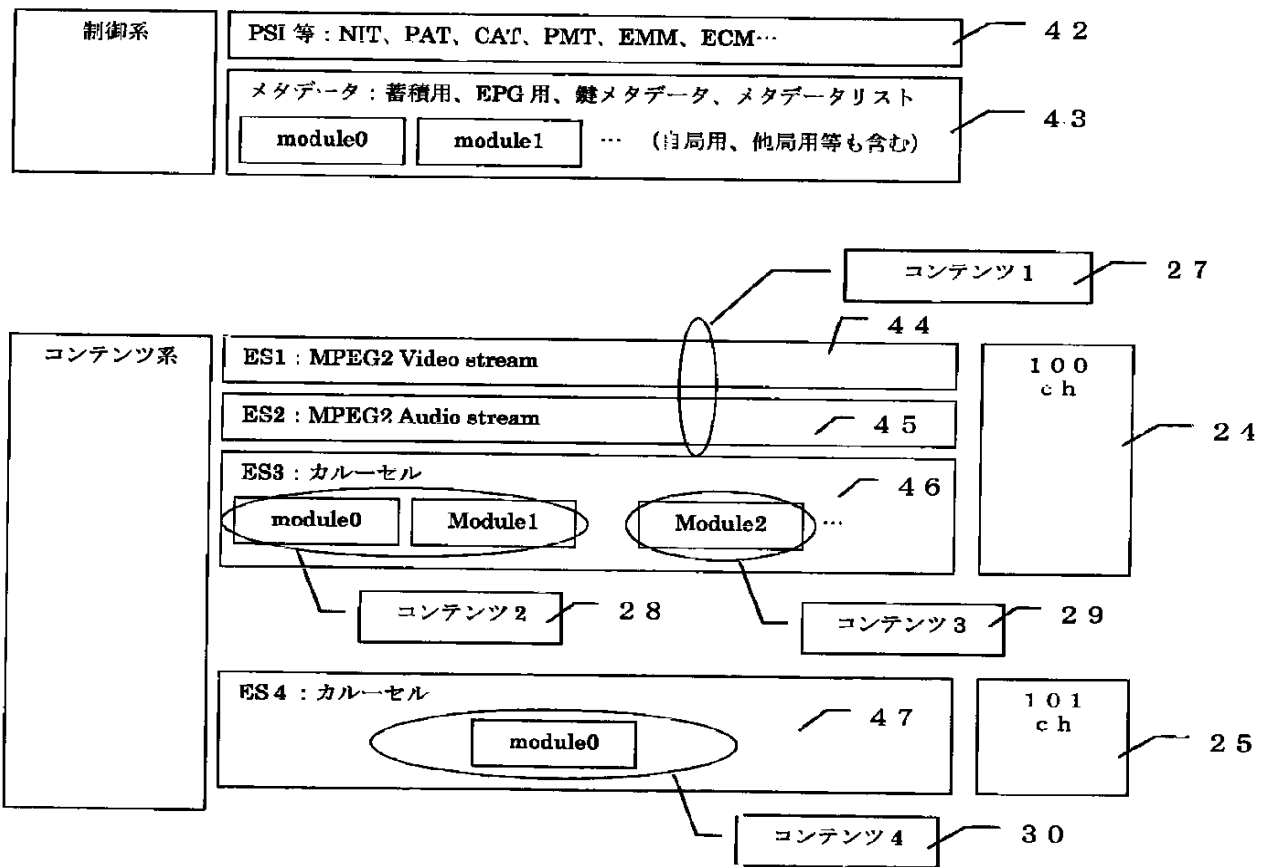 制御系
PSI 等：NIT、PAT、CAT、PMT、EMM、ECM…
42
メタデータ：蓄積用、EPG 用、鍵メタデータ、メタデータリスト
43
module0
module1
… （自局用、他局用等も含む）
コンテンツ 1
27
コンテンツ系
ES1：MPEG2 Video stream
44
100
ch
ES2：MPEG2 Audio stream
45
24
ES3：カルーセル
46
module0
Module1
Module2
…
コンテンツ 2
28
コンテンツ 3
29
ES4：カルーセル
47
101
ch
25
module0
コンテンツ 4
30